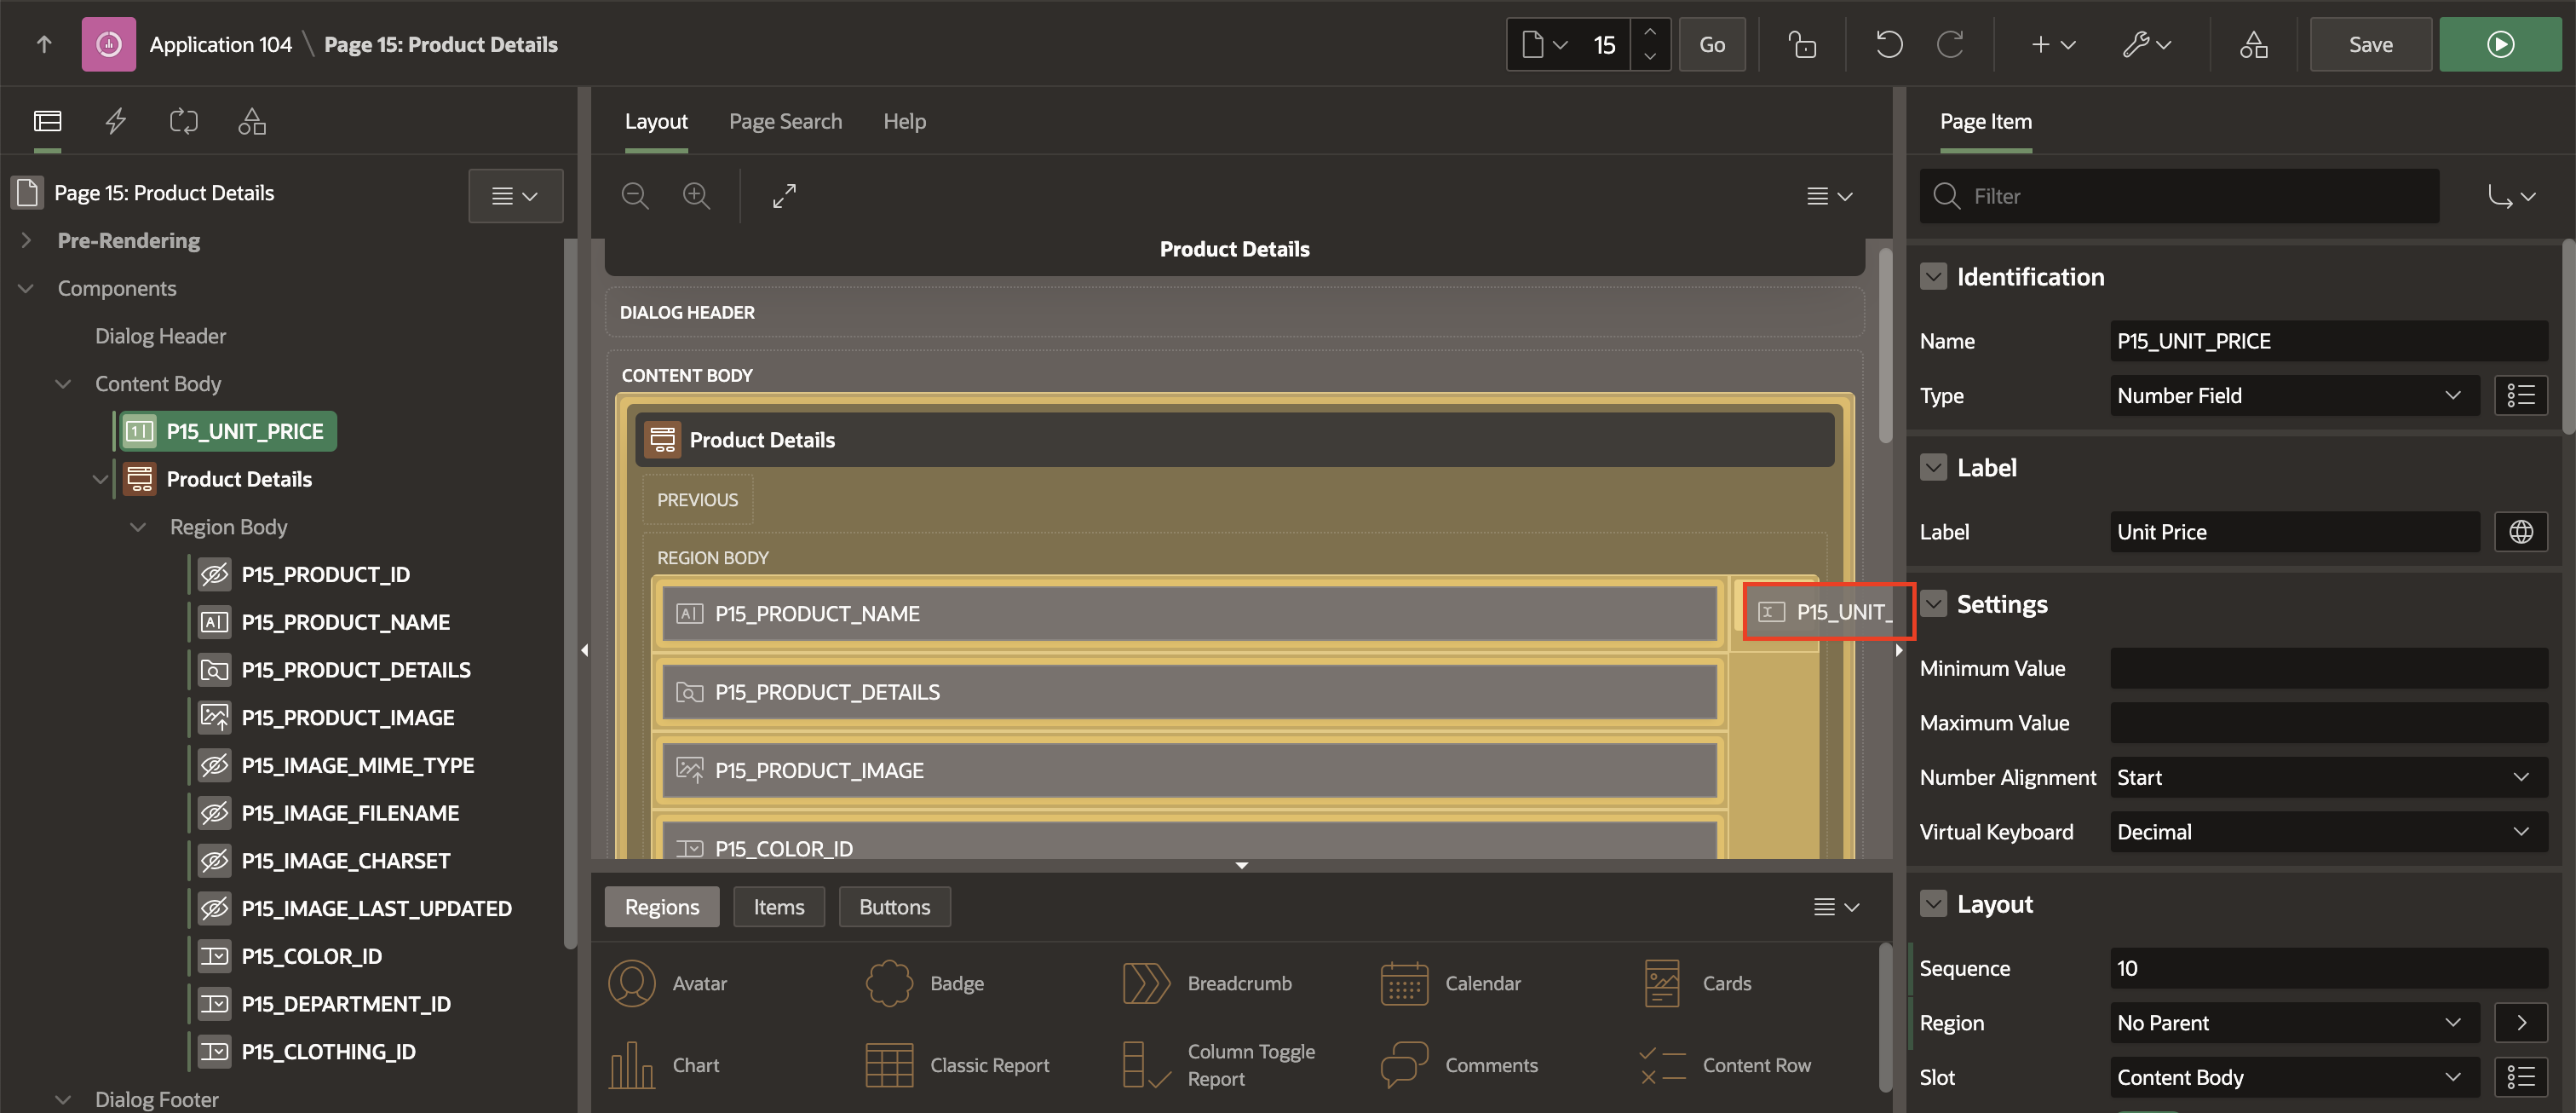 Application 104 \ Page 15: Product Details
15
Go
Save
Page 15: Product Details
Pre-Rendering
Components
Dialog Header
Content Body
P15_UNIT_PRICE
Product Details
Region Body
P15_PRODUCT_ID
P15_PRODUCT_NAME
P15_PRODUCT_DETAILS
P15_PRODUCT_IMAGE
P15_IMAGE_MIME_TYPE
P15_IMAGE_FILENAME
P15_IMAGE_CHARSET
P15_IMAGE_LAST_UPDATED
P15_COLOR_ID
P15_DEPARTMENT_ID
P15_CLOTHING_ID
Dialog Footer
Layout
Page Search
Help
Product Details
DIALOG HEADER
CONTENT BODY
Product Details
PREVIOUS
REGION BODY
P15_PRODUCT_NAME
P15_UNIT_
P15_PRODUCT_DETAILS
P15_PRODUCT_IMAGE
P15_COLOR_ID
Regions
Items
Buttons
Avatar
Badge
Breadcrumb
Calendar
Cards
Chart
Classic Report
Column Toggle
Report
Comments
Content Row
Page Item
Filter
Identification
Name
P15_UNIT_PRICE
Type
Number Field
Label
Label
Unit Price
Settings
Minimum Value
Maximum Value
Number Alignment
Start
Virtual Keyboard
Decimal
Layout
Sequence
10
Region
No Parent
Slot
Content Body